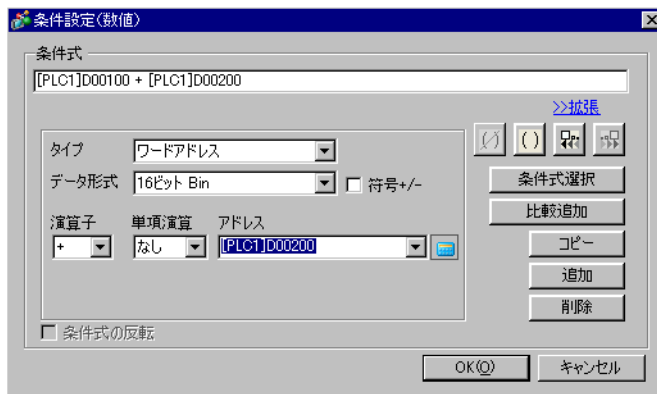 条件設定(数値)
条件式
[PLC1]D00100 + [PLC1]D00200
>>拡張
タイプ
ワードアドレス
( )
データ形式
16ビット Bin
符号+/-
条件式選択
比較追加
演算子
単項演算
アドレス
+
なし
[PLC1]D00200
コピー
追加
削除
条件式の反転
OK(O)
キャンセル